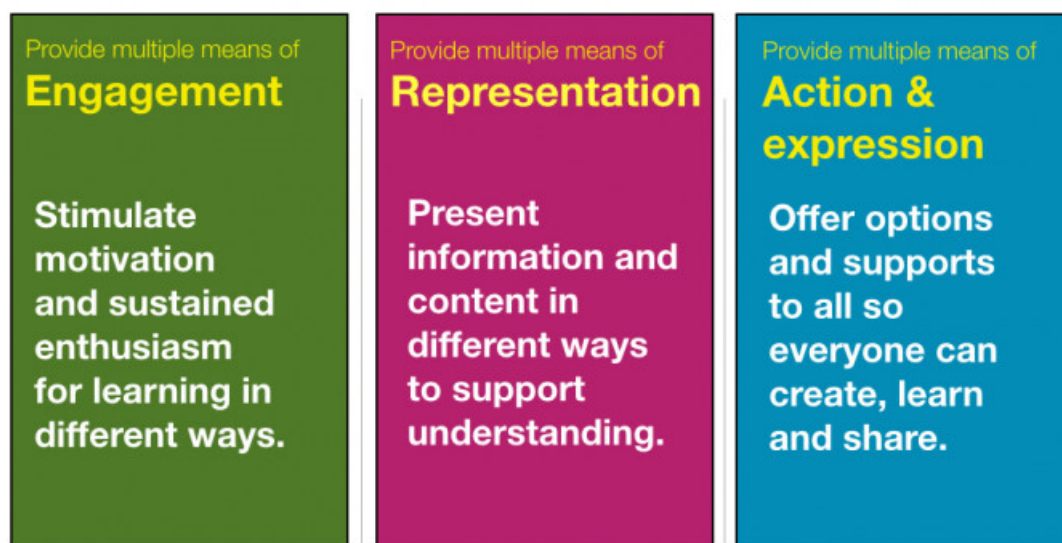 Provide multiple means of
Engagement
Stimulate
motivation
and sustained
enthusiasm
for learning in
different ways.
Provide multiple means of
Representation
Present
information and
content in
different ways
to support
understanding.
Provide multiple means of
Action &
expression
Offer options
and supports
to all so
everyone can
create, learn
and share.